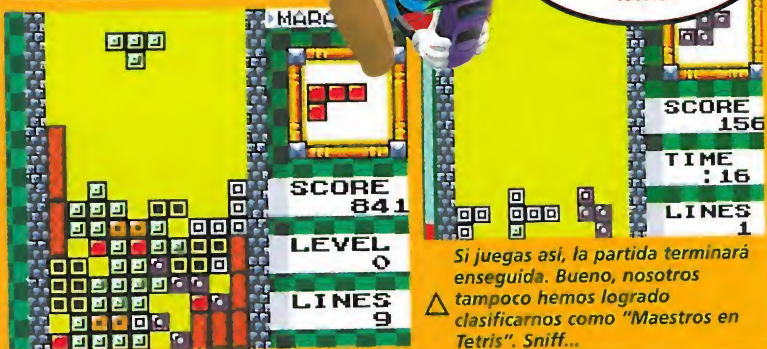 MARA
SCORE
841
LEVEL
0
LINES
9
SCORE
156
TIME
:16
LINES
1
Si juegas así, la partida terminará
enseguida. Bueno, nosotros
tampoco hemos logrado
clasificarnos como "Maestros en
Tetris". Sniff...